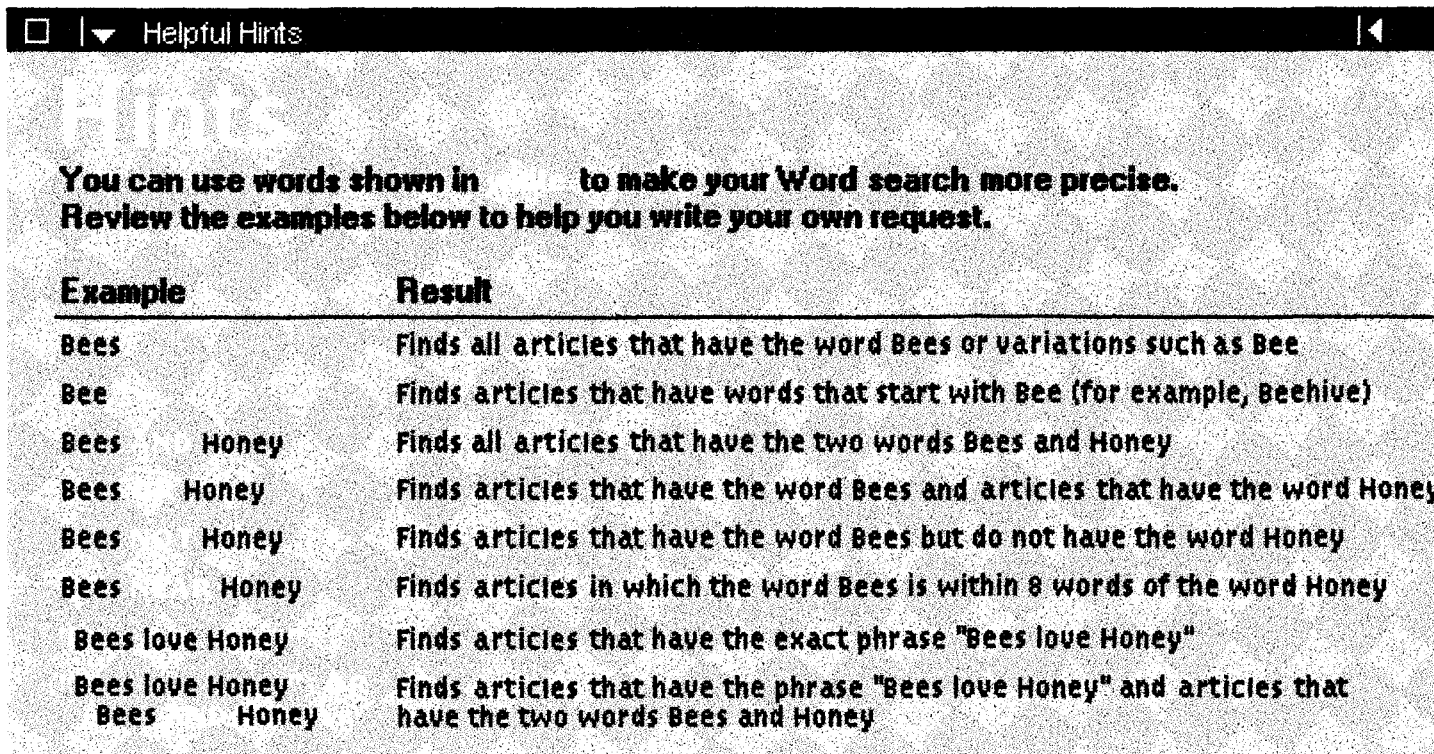 Helpful Hints
Hints
You can use words shown in to make your Word search more precise.
Review the examples below to help you write your own request.
Example Result
Bees Finds all articles that have the word Bees or variations such as Bee
Bee Finds articles that have words that start with Bee (for example, Beehive)
Bees Honey Finds all articles that have the two words Bees and Honey
Bees Honey Finds articles that have the word Bees and articles that have the word Honey
Bees Honey Finds articles that have the word Bees but do not have the word Honey
Bees Honey Finds articles in which the word Bees is within 8 words of the word Honey
Bees love Honey Finds articles that have the exact phrase "Bees love Honey"
Bees love Honey Finds articles that have the phrase "Bees love Honey" and articles that
Bees Honey have the two words Bees and Honey